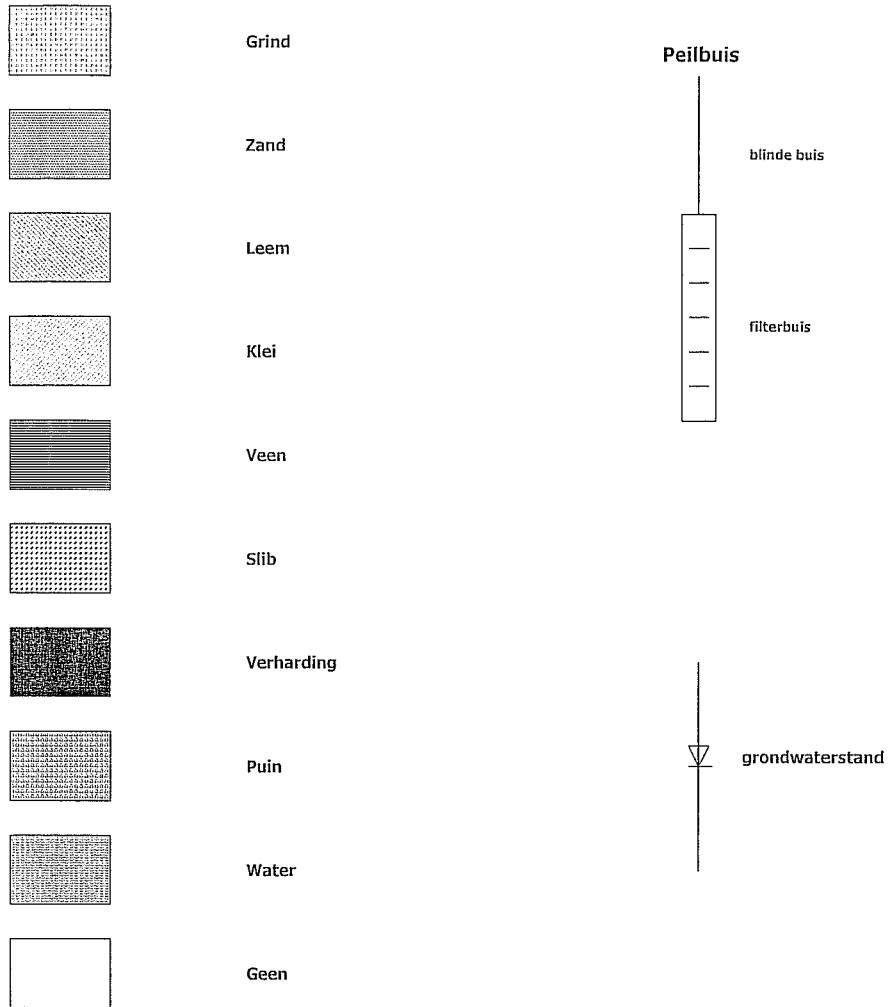 Grind
Zand
Leem
Klei
Veen
Slib
Verharding
Puin
Water
Geen
Peilbuis
blinde buis
filterbuis
grondwaterstand